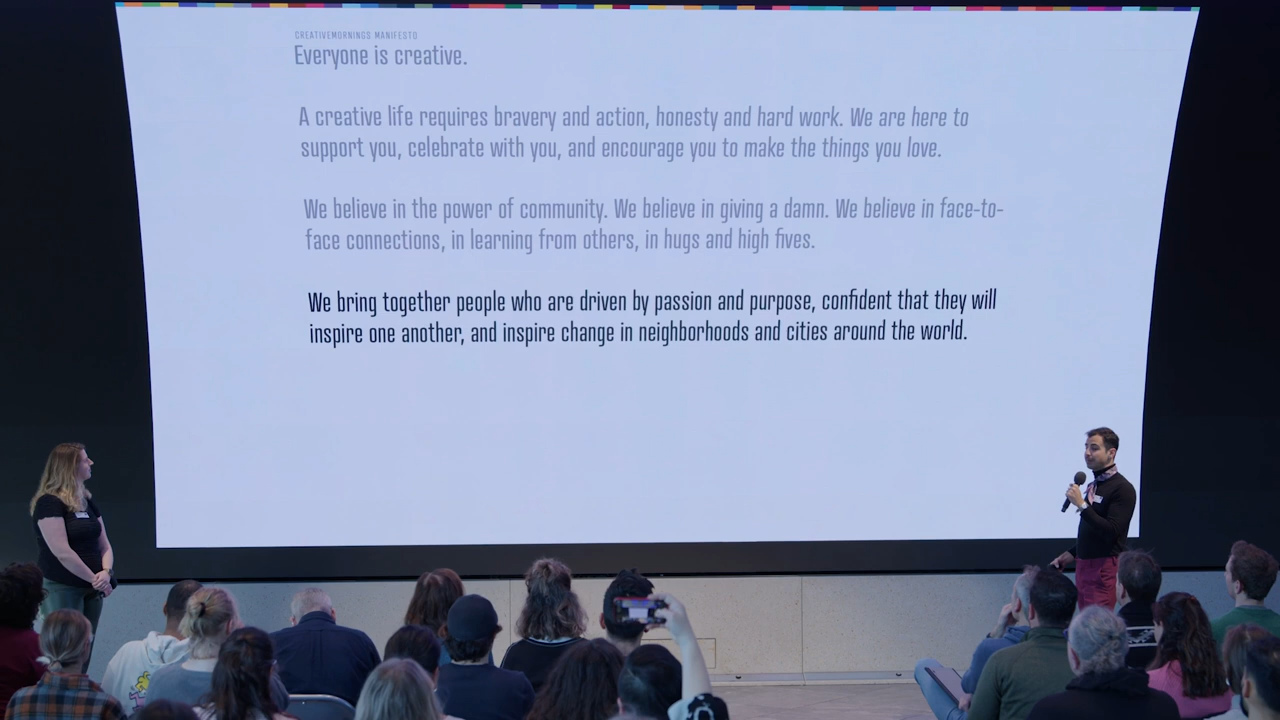 CREATIVEMORNINGS MANIFESTO
Everyone is creative.
A creative life requires bravery and action, honesty and hard work. We are here to
support you, celebrate with you, and encourage you to make the things you love.
We believe in the power of community. We believe in giving a damn. We believe in face-to-
face connections, in learning from others, in hugs and high fives.
We bring together people who are driven by passion and purpose, confident that they will
inspire one another, and inspire change in neighborhoods and cities around the world.